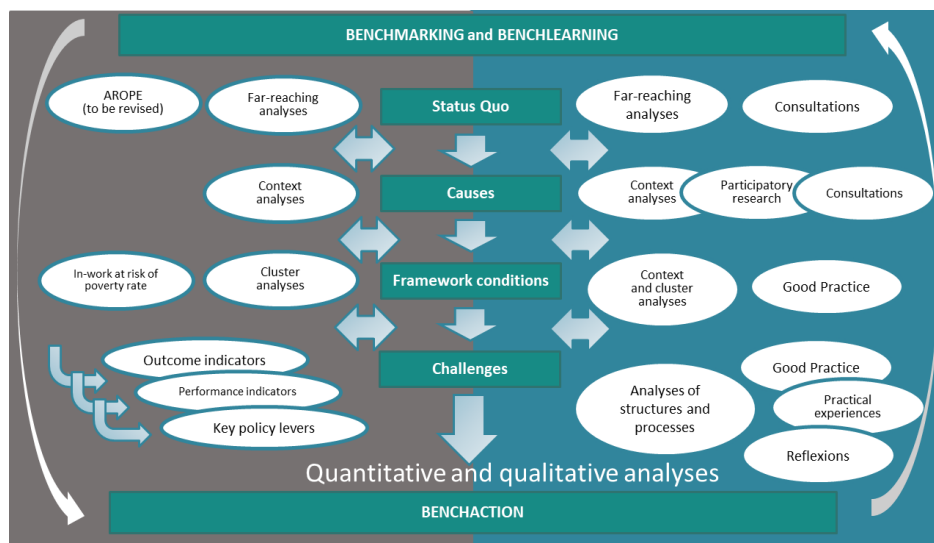 BENCHMARKING and BENCHLEARNING
AROPE
(to be revised)
Far-reaching
analyses
Status Quo
Far-reaching
analyses
Consultations
Context
analyses
Causes
Context
analyses
Participatory
research
Consultations
In-work at risk of
poverty rate
Cluster
analyses
Framework conditions
Context
and cluster
analyses
Good Practice
Outcome indicators
Performance indicators
Key policy levers
Challenges
Analyses of
structures and
processes
Good Practice
Practical
experiences
Reflexions
Quantitative and qualitative analyses
BENCHACTION